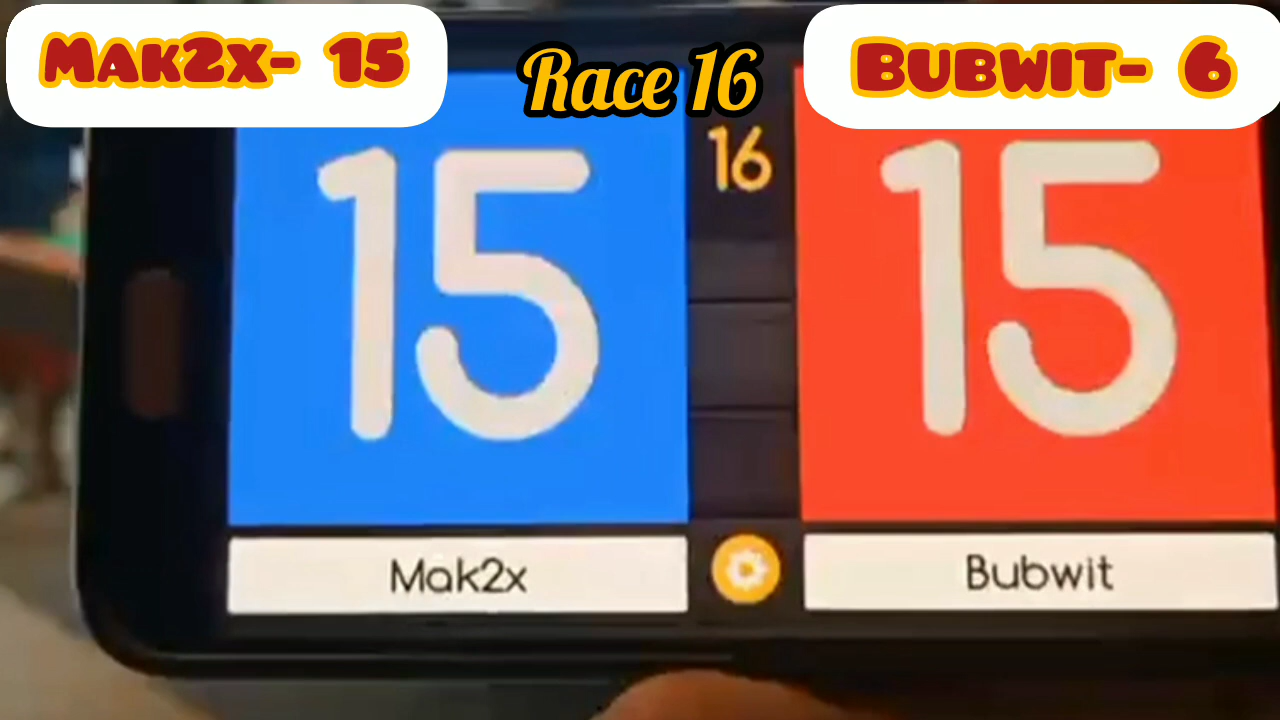 Mak2x- 15
Race 16
Bubwit- 6
15
16
15
Mak2x
Bubwit